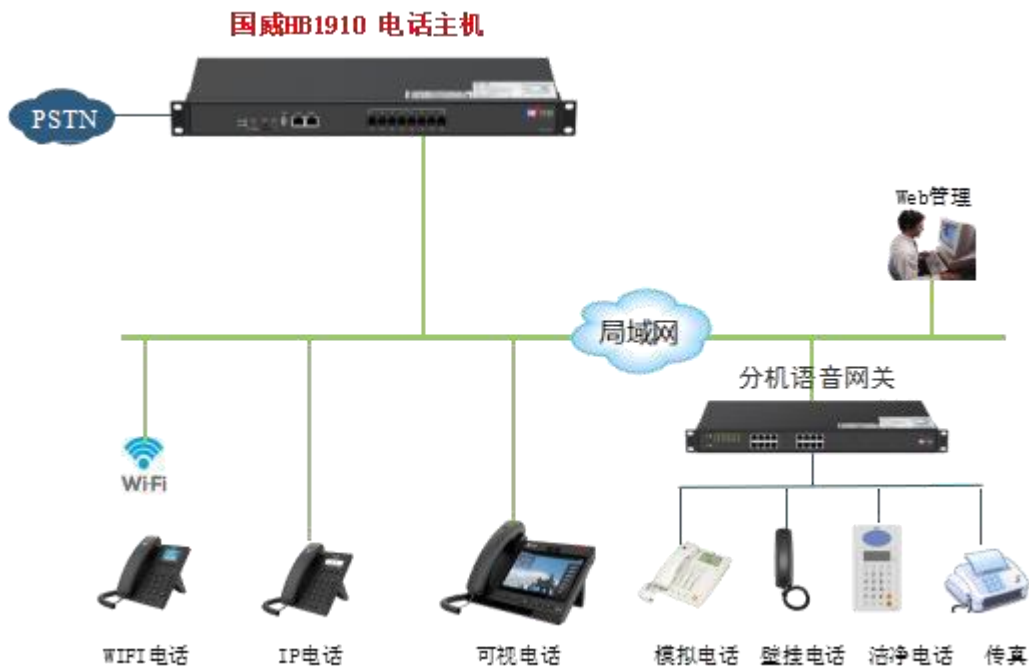 国威HB1910 电话主机
PSTN
Web管理
局域网
分机语音网关
Wi-Fi
WIFI电话
IP电话
可视电话
模拟电话
壁挂电话
洁净电话
传真